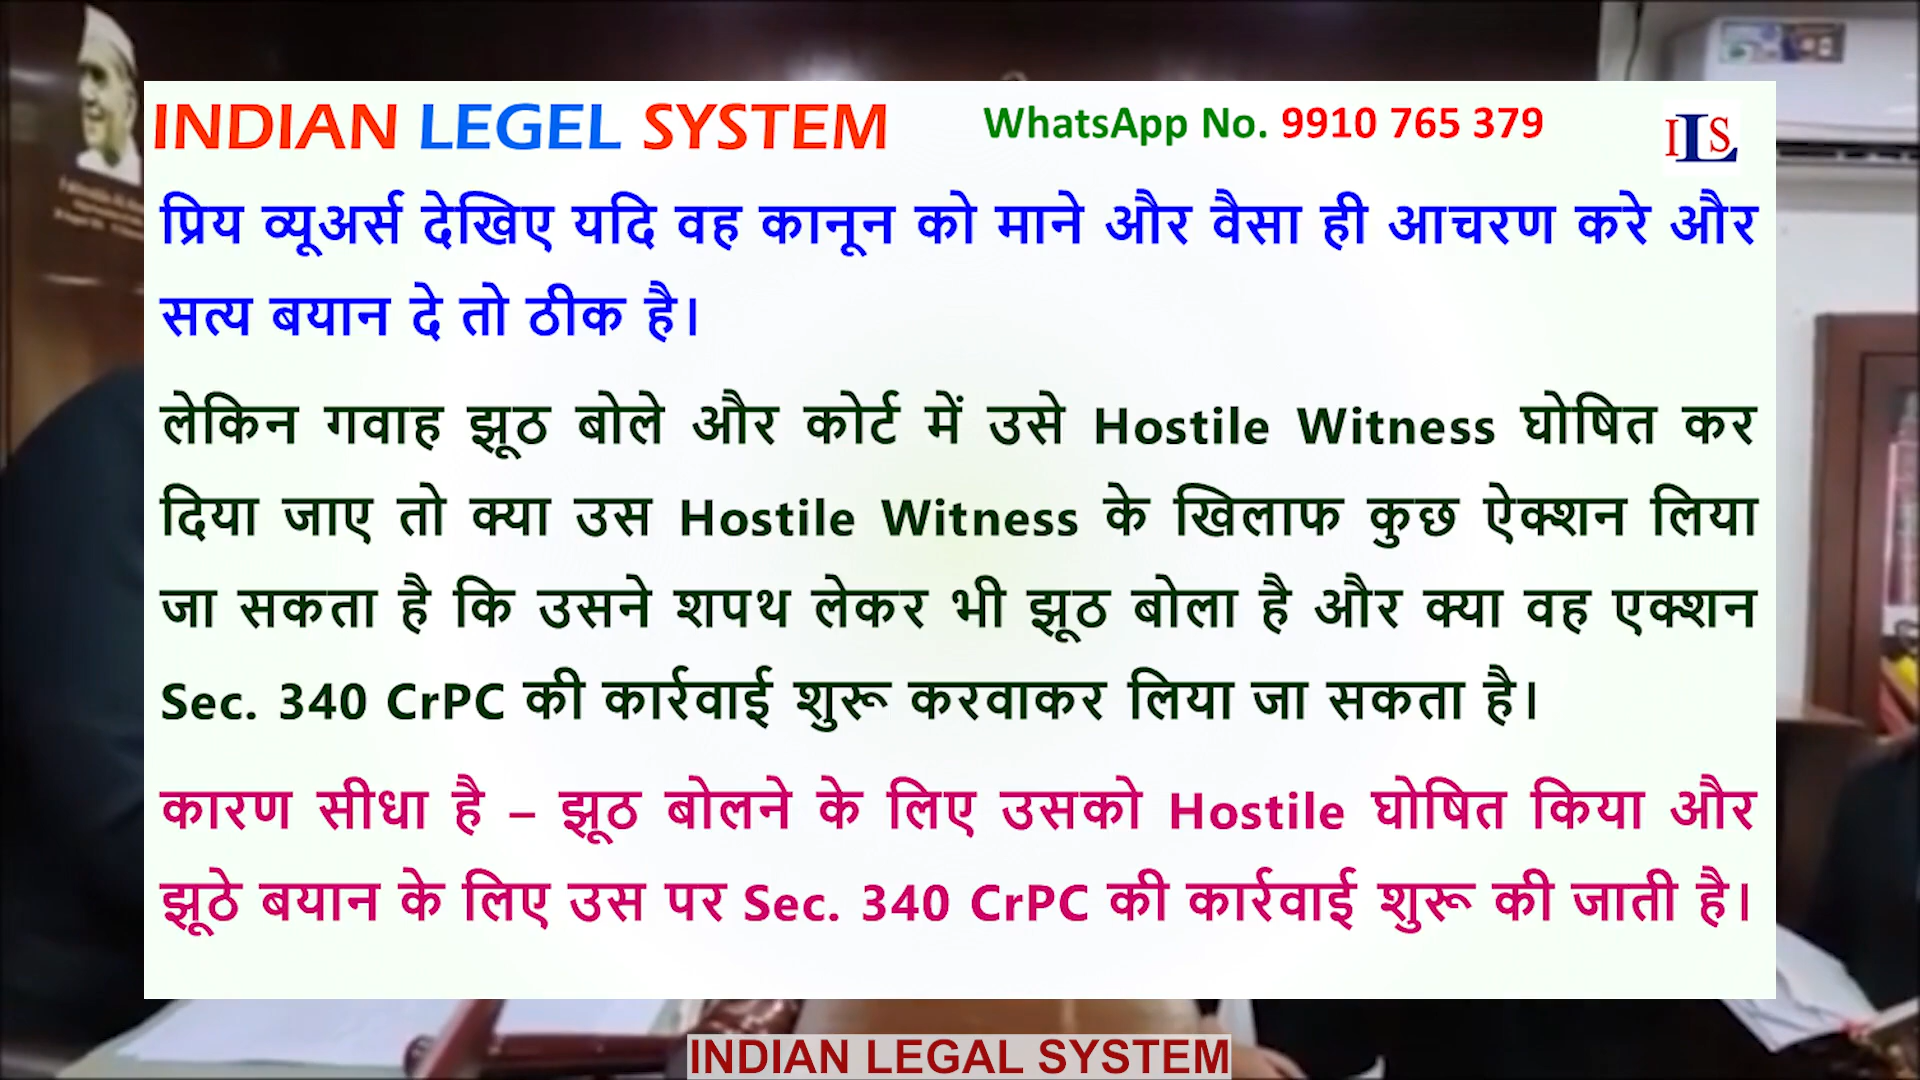 INDIAN LEGEL SYSTEM WhatsApp No. 9910 765 379 ILS
प्रिय व्यूअर्स देखिए यदि वह कानून को माने और वैसा ही आचरण करे और
सत्य बयान दे तो ठीक है।
लेकिन गवाह झूठ बोले और कोर्ट में उसे Hostile Witness घोषित कर
दिया जाए तो क्या उस Hostile Witness के खिलाफ कुछ ऐक्शन लिया
जा सकता है कि उसने शपथ लेकर भी झूठ बोला है और क्या वह एक्शन
Sec. 340 CrPC की कार्रवाई शुरू करवाकर लिया जा सकता है।
कारण सीधा है – झूठ बोलने के लिए उसको Hostile घोषित किया और
झूठे बयान के लिए उस पर Sec. 340 CrPC की कार्रवाई शुरू की जाती है।
INDIAN LEGAL SYSTEM